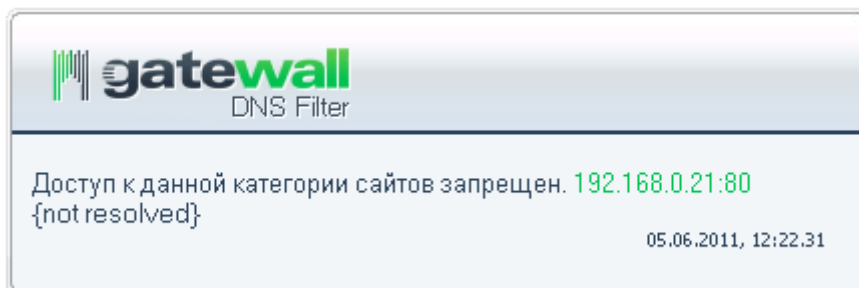 gatewall
DNS Filter
Доступ к данной категории сайтов запрещен. 192.168.0.21:80
{not resolved}
05.06.2011, 12:22.31